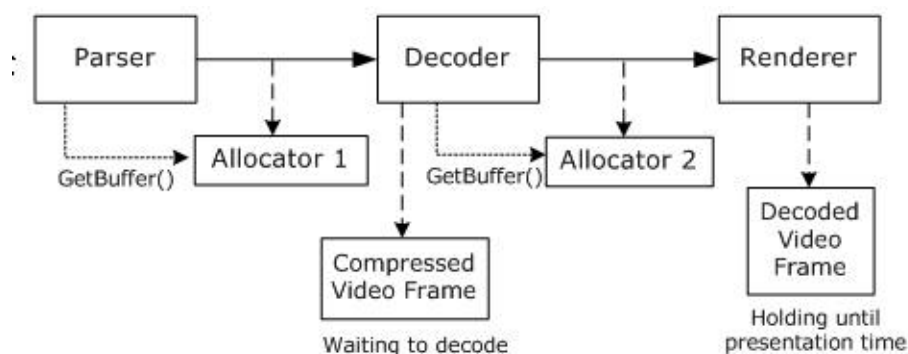 Parser
Decoder
Renderer
Allocator 1
Allocator 2
GetBuffer()
GetBuffer()
Compressed
Video Frame
Waiting to decode
Decoded
Video
Frame
Holding until
presentation time